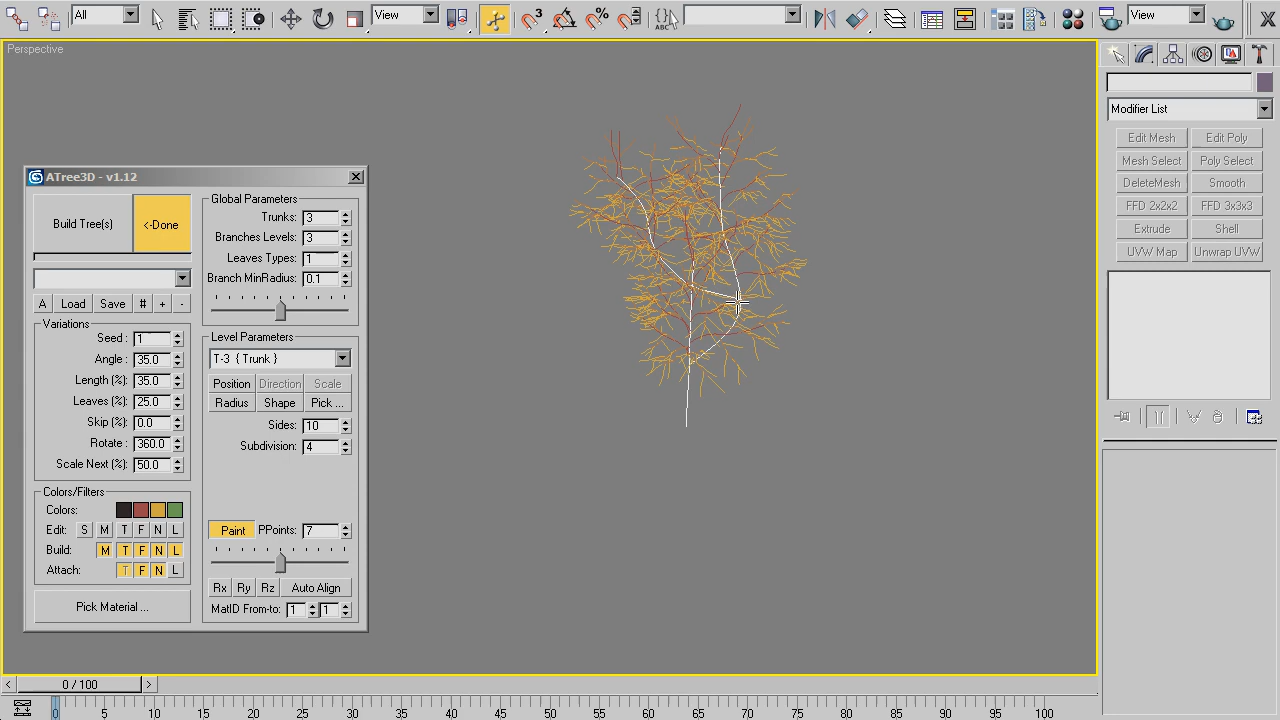 All
View
3
ABC
View
Perspective
Modifier List
Edit Mesh
Edit Poly
Mesh Select
Poly Select
DeleteMesh
Smooth
FFD 2x2x2
FFD 3x3x3
Extrude
Shell
UVW Map
Unwrap UVW
ATree3D - v1.12
Build Tree(s)
<-Done
A
Load
Save
#
+
-
Variations
Seed : 1
Angle : 35.0
Length (%): 35.0
Leaves (%): 25.0
Skip (%): 0.0
Rotate : 360.0
Scale Next (%): 50.0
Colors/Filters
Colors:
Edit: S M T F N L
Build: M T F N L
Attach: T F N L
Pick Material ...
Global Parameters
Trunks: 3
Branches Levels: 3
Leaves Types: 1
Branch MinRadius: 0.1
Level Parameters
T-3 { Trunk }
Position
Direction
Scale
Radius
Shape
Pick ...
Sides: 10
Subdivision: 4
Paint
PPoints: 7
Rx
Ry
Rz
Auto Align
MatID From-to: 1 1
<
0 / 100
>
0 5 10 15 20 25 30 35 40 45 50 55 60 65 70 75 80 85 90 95 100